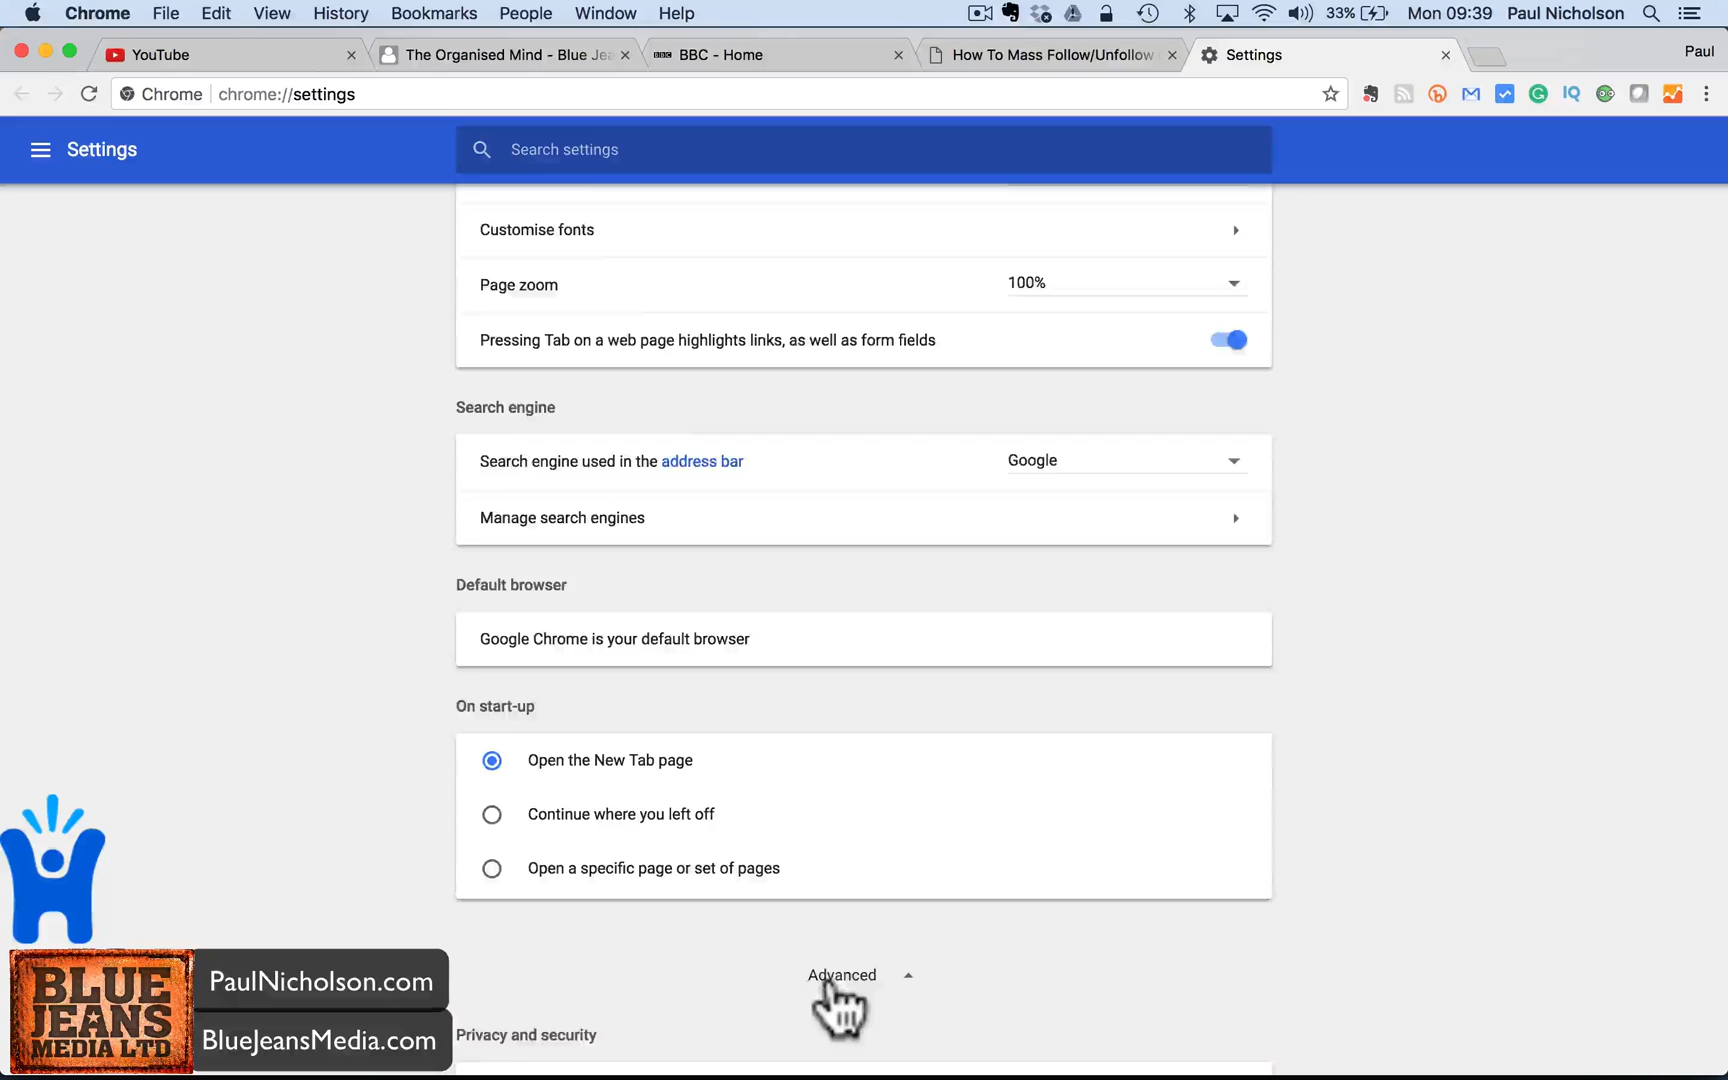 Chrome File Edit View History Bookmarks People Window Help 33% Mon 09:39 Paul Nicholson
YouTube The Organised Mind - Blue Jea BBC BBC - Home How To Mass Follow/Unfollow Settings Paul
Chrome chrome://settings
Settings Search settings
Customise fonts
Page zoom 100%
Pressing Tab on a web page highlights links, as well as form fields
Search engine
Search engine used in the address bar Google
Manage search engines
Default browser
Google Chrome is your default browser
On start-up
Open the New Tab page
Continue where you left off
Open a specific page or set of pages
Advanced
Privacy and security
BLUE
JEANS
MEDIA LTD
PaulNicholson.com
BlueJeansMedia.com